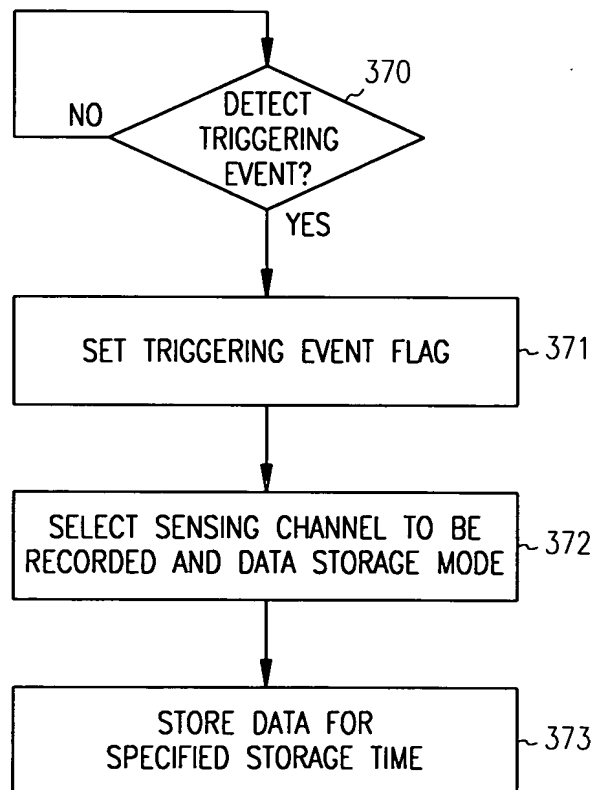 370
DETECT
TRIGGERING
EVENT?
NO
YES
SET TRIGGERING EVENT FLAG
371
SELECT SENSING CHANNEL TO BE
RECORDED AND DATA STORAGE MODE
372
STORE DATA FOR
SPECIFIED STORAGE TIME
373